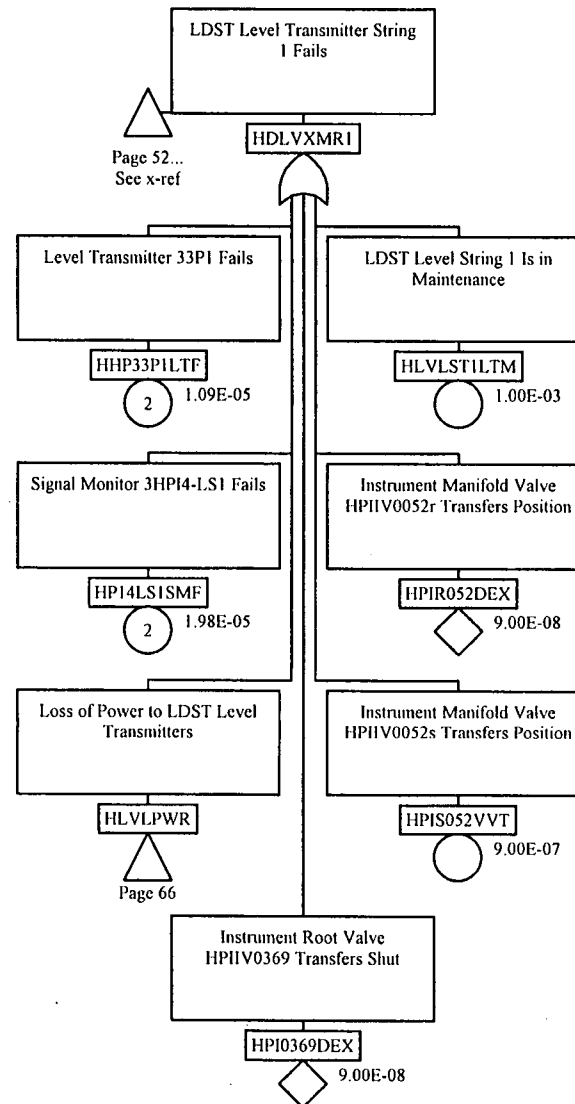 LDST Level Transmitter String
1 Fails
HDLVXMR1
Page 52...
See x-ref
Level Transmitter 33P1 Fails
HHP33P1LTF
2
1.09E-05
LDST Level String 1 Is in
Maintenance
HLVLST1LTM
1.00E-03
Signal Monitor 3HPI4-LS1 Fails
HPI4LS1SMF
2
1.98E-05
Instrument Manifold Valve
HPIIV0052r Transfers Position
HPIR052DEX
9.00E-08
Loss of Power to LDST Level
Transmitters
HLVLPWR
Page 66
Instrument Manifold Valve
HPIIV0052s Transfers Position
HPIS052VVT
9.00E-07
Instrument Root Valve
HPIIV0369 Transfers Shut
HPI0369DEX
9.00E-08